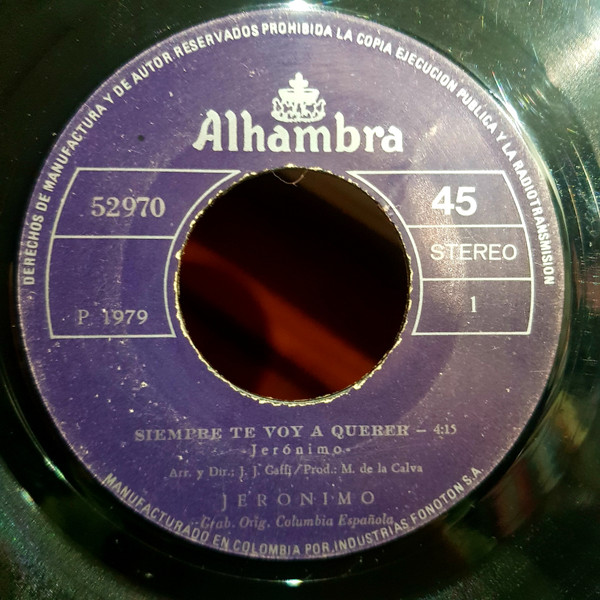 DERECHOS DE MANUFACTURA Y DE AUTOR RESERVADOS PROHIBIDA LA COPIA EJECUCION PUBLICA Y LA RADIOTRANSMISION
Alhambra
52970
45
STEREO
P 1979
1
SIEMPRE TE VOY A QUERER - 4:15
-Jerónimo-
Arr. y Dir.: J. J. Gaffi/Prod.: M. de la Calva
JERONIMO
Grab. Orig. Columbia Española
MANUFACTURADO EN COLOMBIA POR INDUSTRIAS FONOTON S.A.